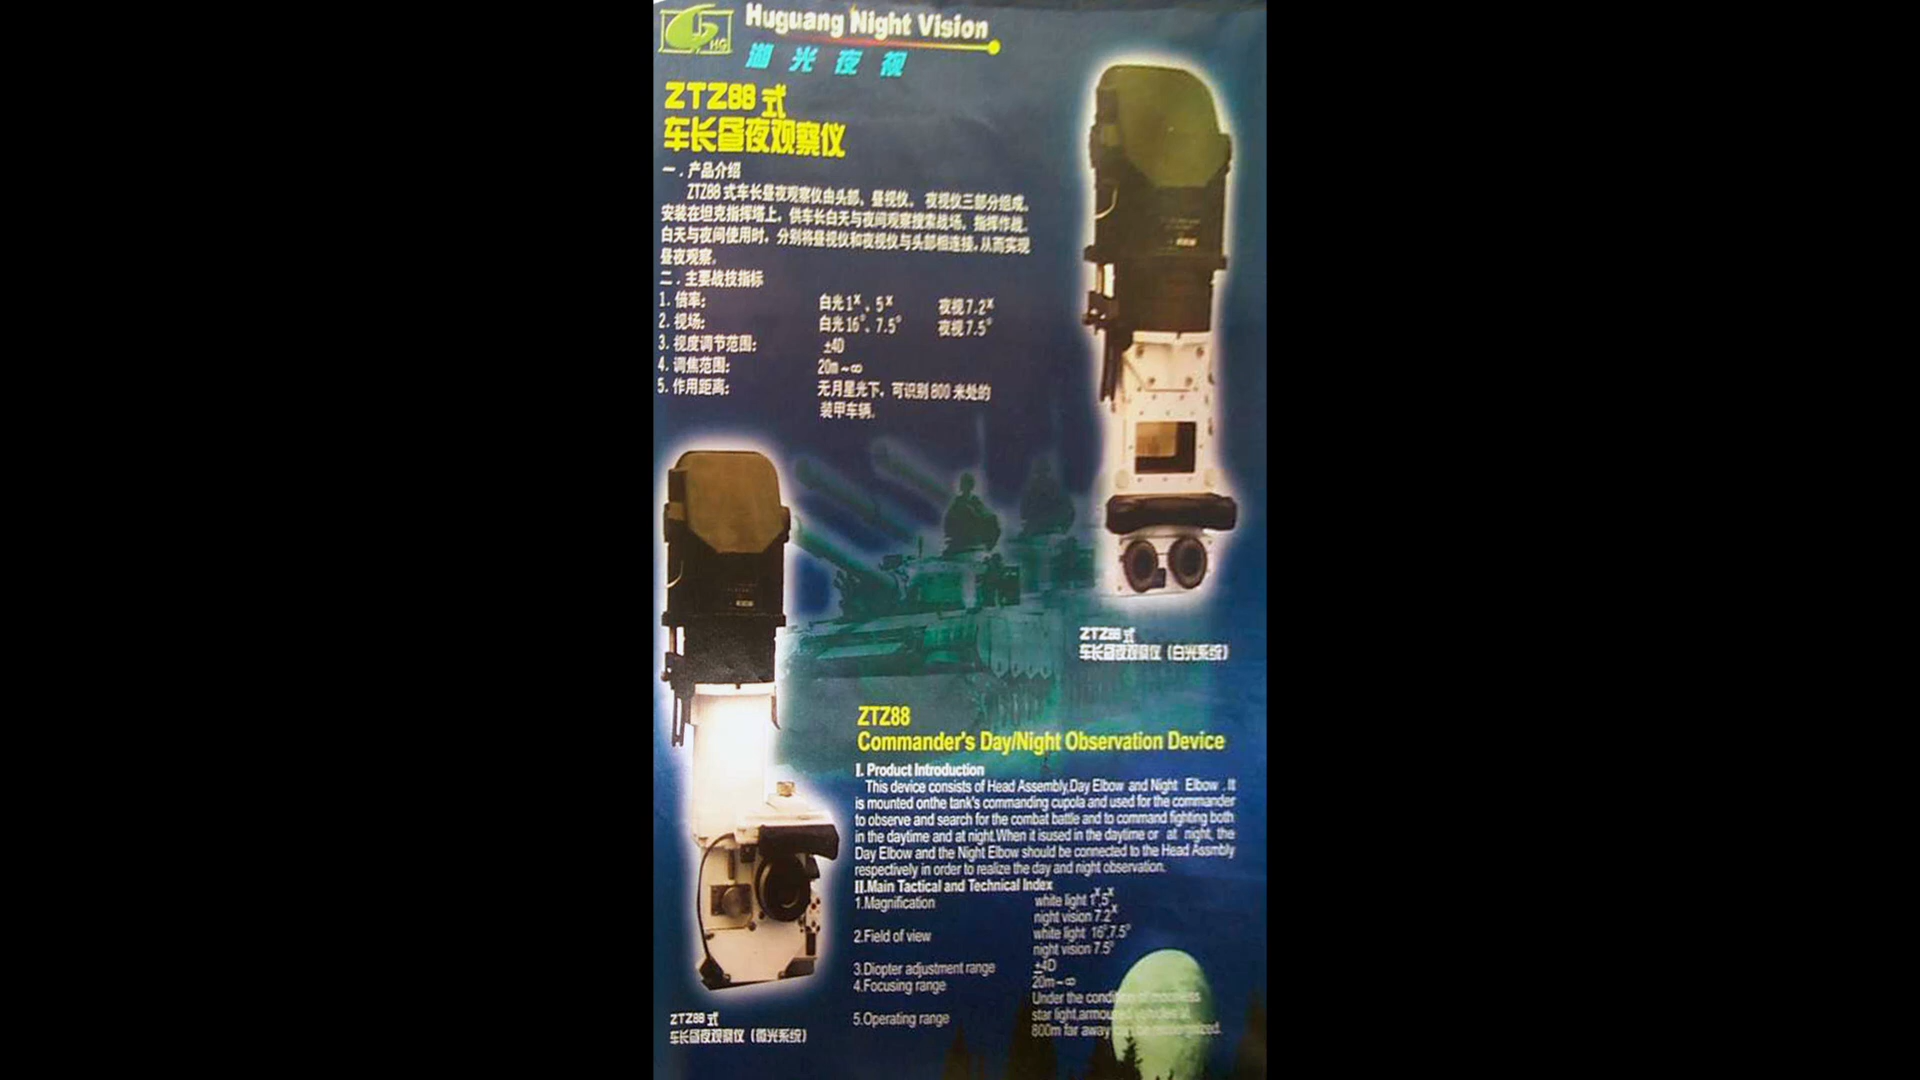 HG
Huguang Night Vision
湖光夜视
ZTZ88式
车长昼夜观察仪
一.产品介绍
ZTZ88式车长昼夜观察仪由头部、昼视仪、夜视仪三部分组成。
安装在坦克指挥塔上，供车长白天与夜间观察搜索战场、指挥作战。
白天与夜间使用时，分别将昼视仪和夜视仪与头部相连接，从而实现
昼夜观察。
二.主要战技指标
1.倍率: 白光1ˣ、5ˣ 夜视7.2ˣ
2.视场: 白光16°、7.5° 夜视7.5°
3.视度调节范围: ±4D
4.调焦范围: 20m~∞
5.作用距离: 无月星光下，可识别800米处的
装甲车辆。
ZTZ88式
车长昼夜观察仪（白光系统）
ZTZ88
Commander's Day/Night Observation Device
I. Product Introduction
This device consists of Head Assembly,Day Elbow and Night Elbow .It
is mounted onthe tank's commanding cupola and used for the commander
to observe and search for the combat battle and to command fighting both
in the daytime and at night.When it isused in the daytime or at night, the
Day Elbow and the Night Elbow should be connected to the Head Assmbly
respectively in order to realize the day and night observation.
II.Main Tactical and Technical Index
1.Magnification white light 1ˣ,5ˣ
night vision 7.2ˣ
2.Field of view white light 16°,7.5°
night vision 7.5°
3.Diopter adjustment range ±4D
4.Focusing range 20m~∞
Under the condition of moonless
5.Operating range star light,armoured vehicles at
800m far away can be recognized.
ZTZ88式
车长昼夜观察仪（微光系统）